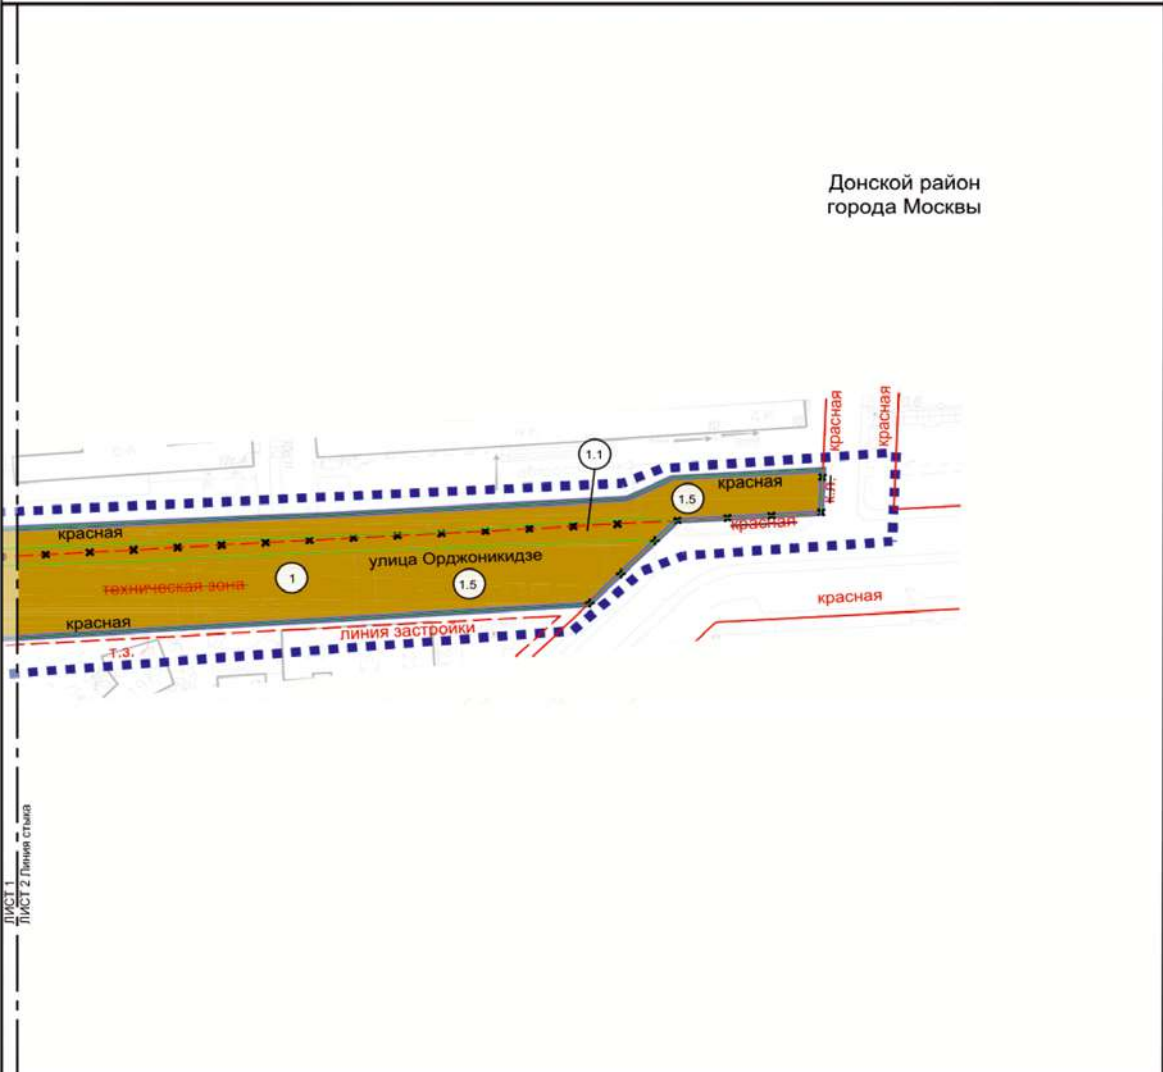 Донской район
города Москвы
красная
красная
1.1
красная
1.5
к.л.
красная
красная
улица Орджоникидзе
техническая зона
1
1.5
красная
красная
линия застройки
т.з.
ЛИСТ 1
ЛИСТ 2 Линия стыка